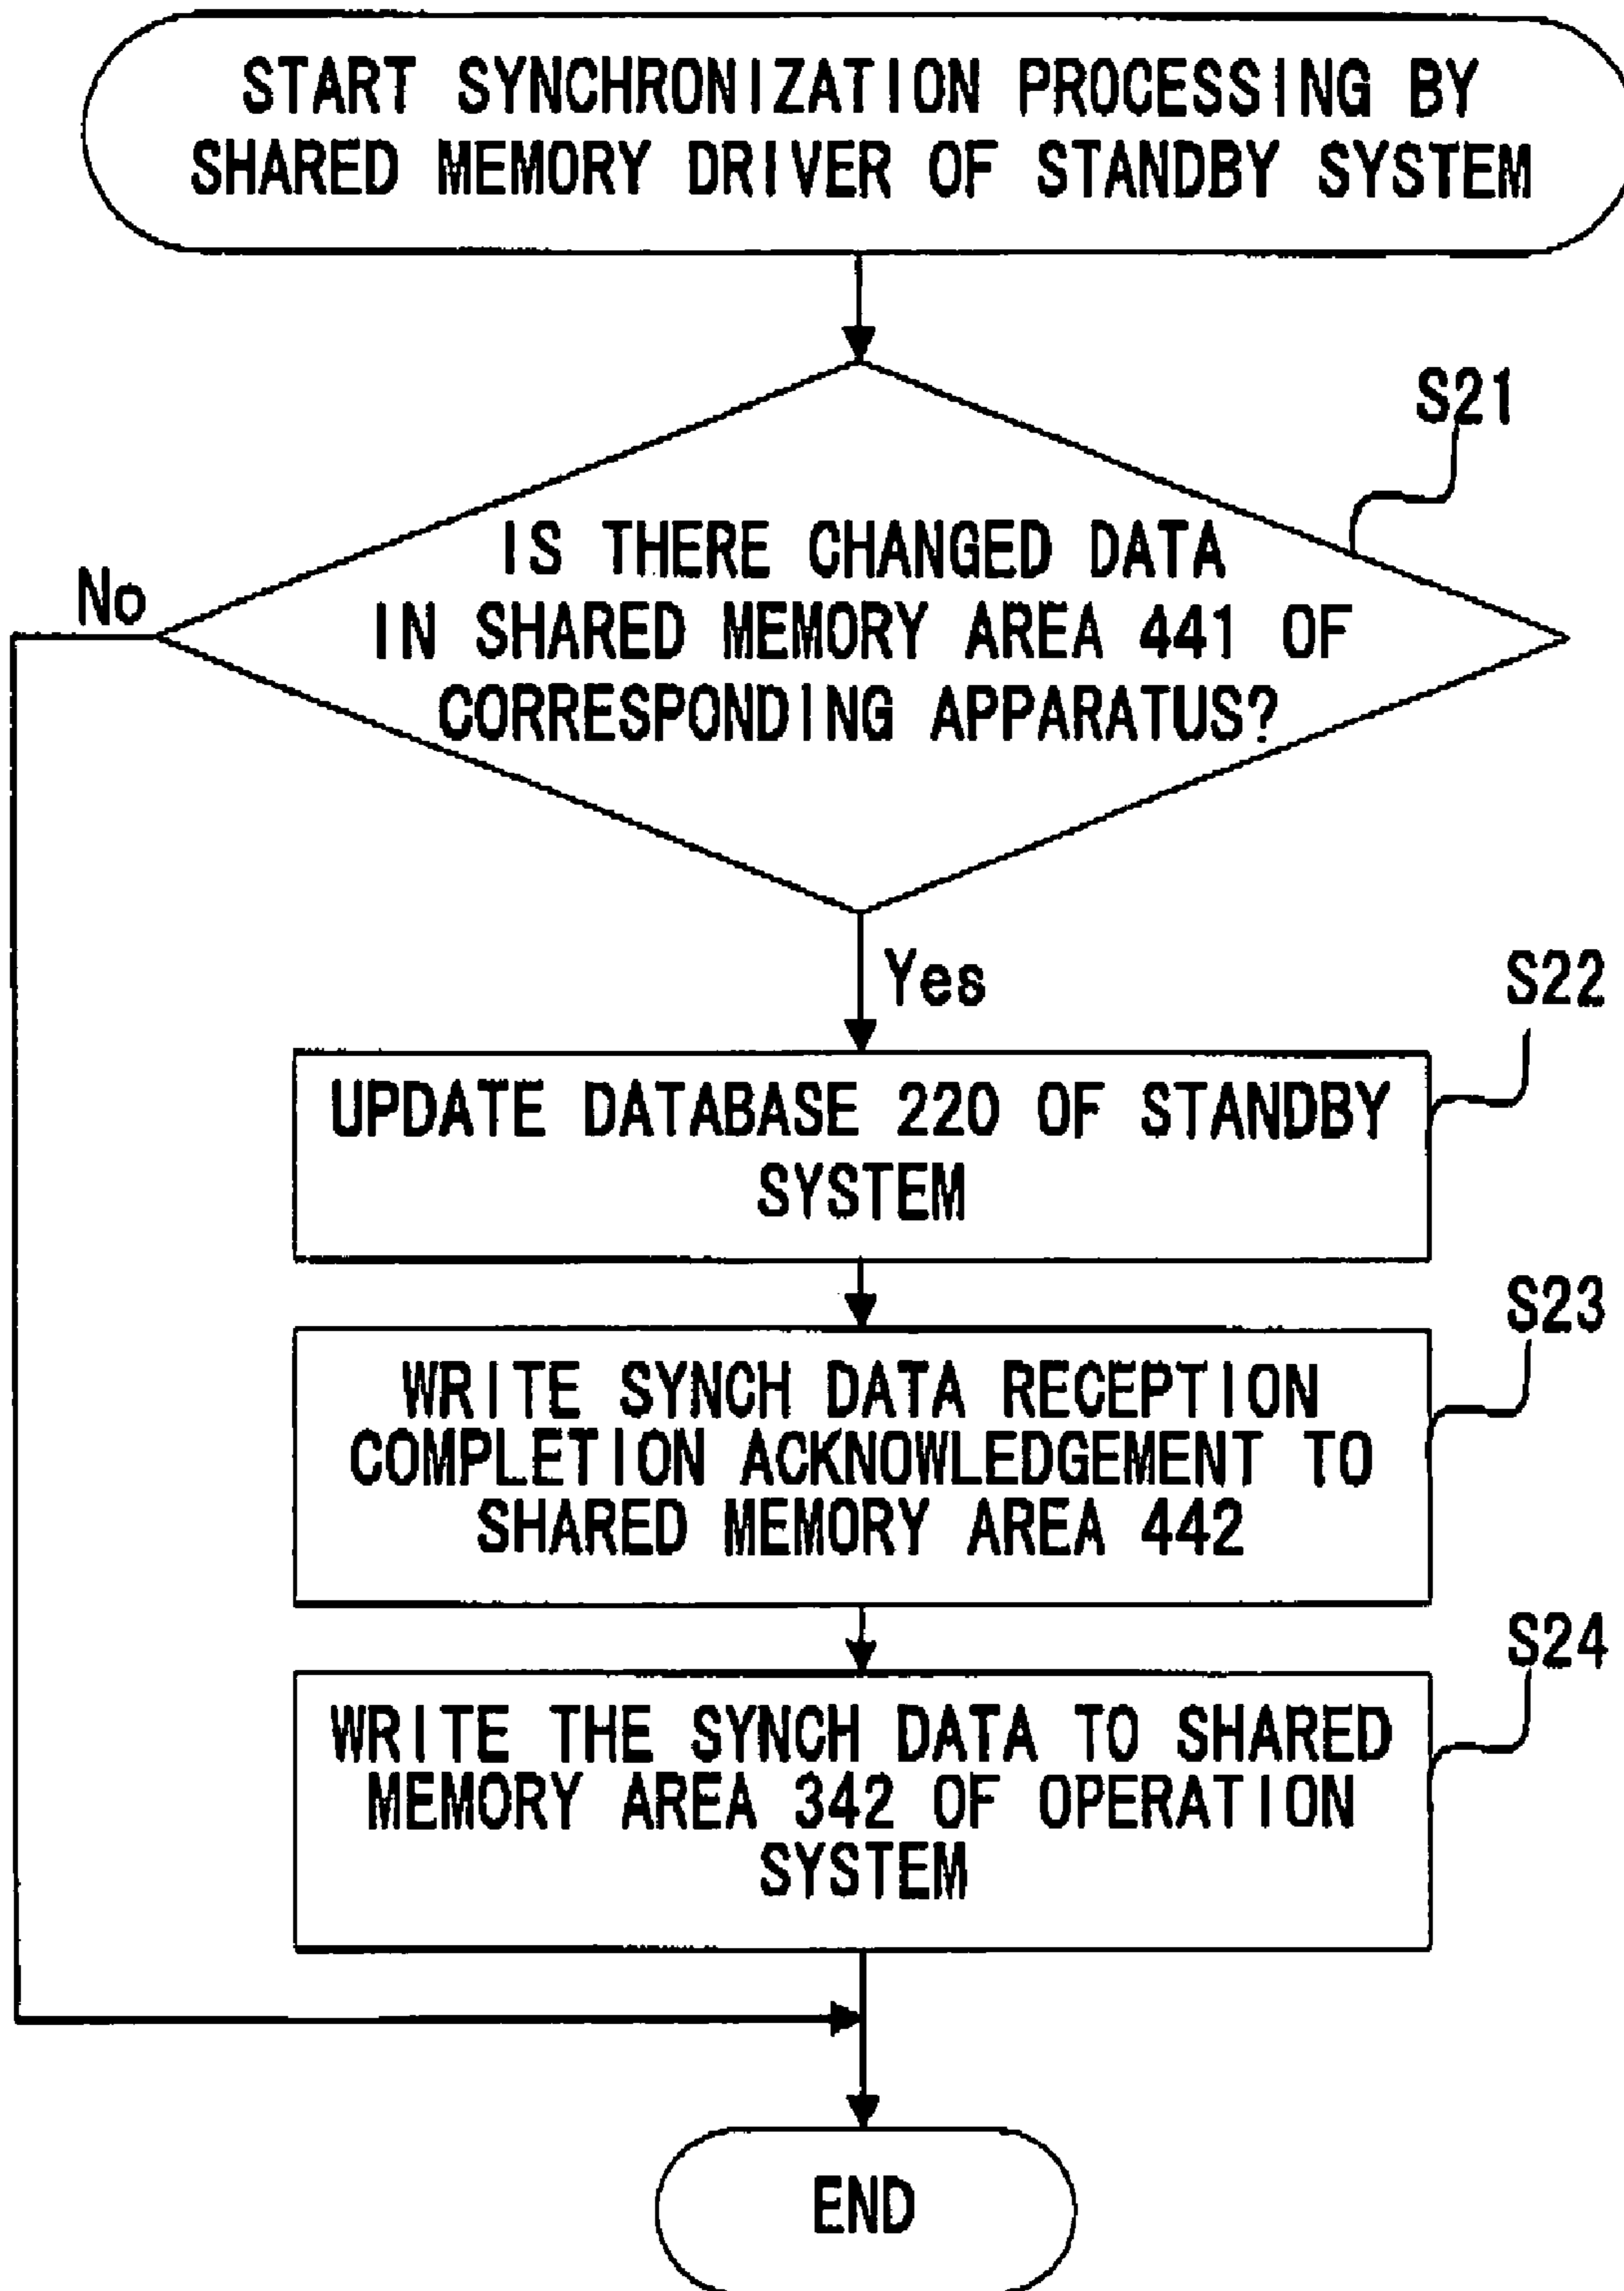 START SYNCHRONIZATION PROCESSING BY
SHARED MEMORY DRIVER OF STANDBY SYSTEM
S21
IS THERE CHANGED DATA
IN SHARED MEMORY AREA 441 OF
CORRESPONDING APPARATUS?
No
Yes
S22
UPDATE DATABASE 220 OF STANDBY
SYSTEM
S23
WRITE SYNCH DATA RECEPTION
COMPLETION ACKNOWLEDGEMENT TO
SHARED MEMORY AREA 442
S24
WRITE THE SYNCH DATA TO SHARED
MEMORY AREA 342 OF OPERATION
SYSTEM
END